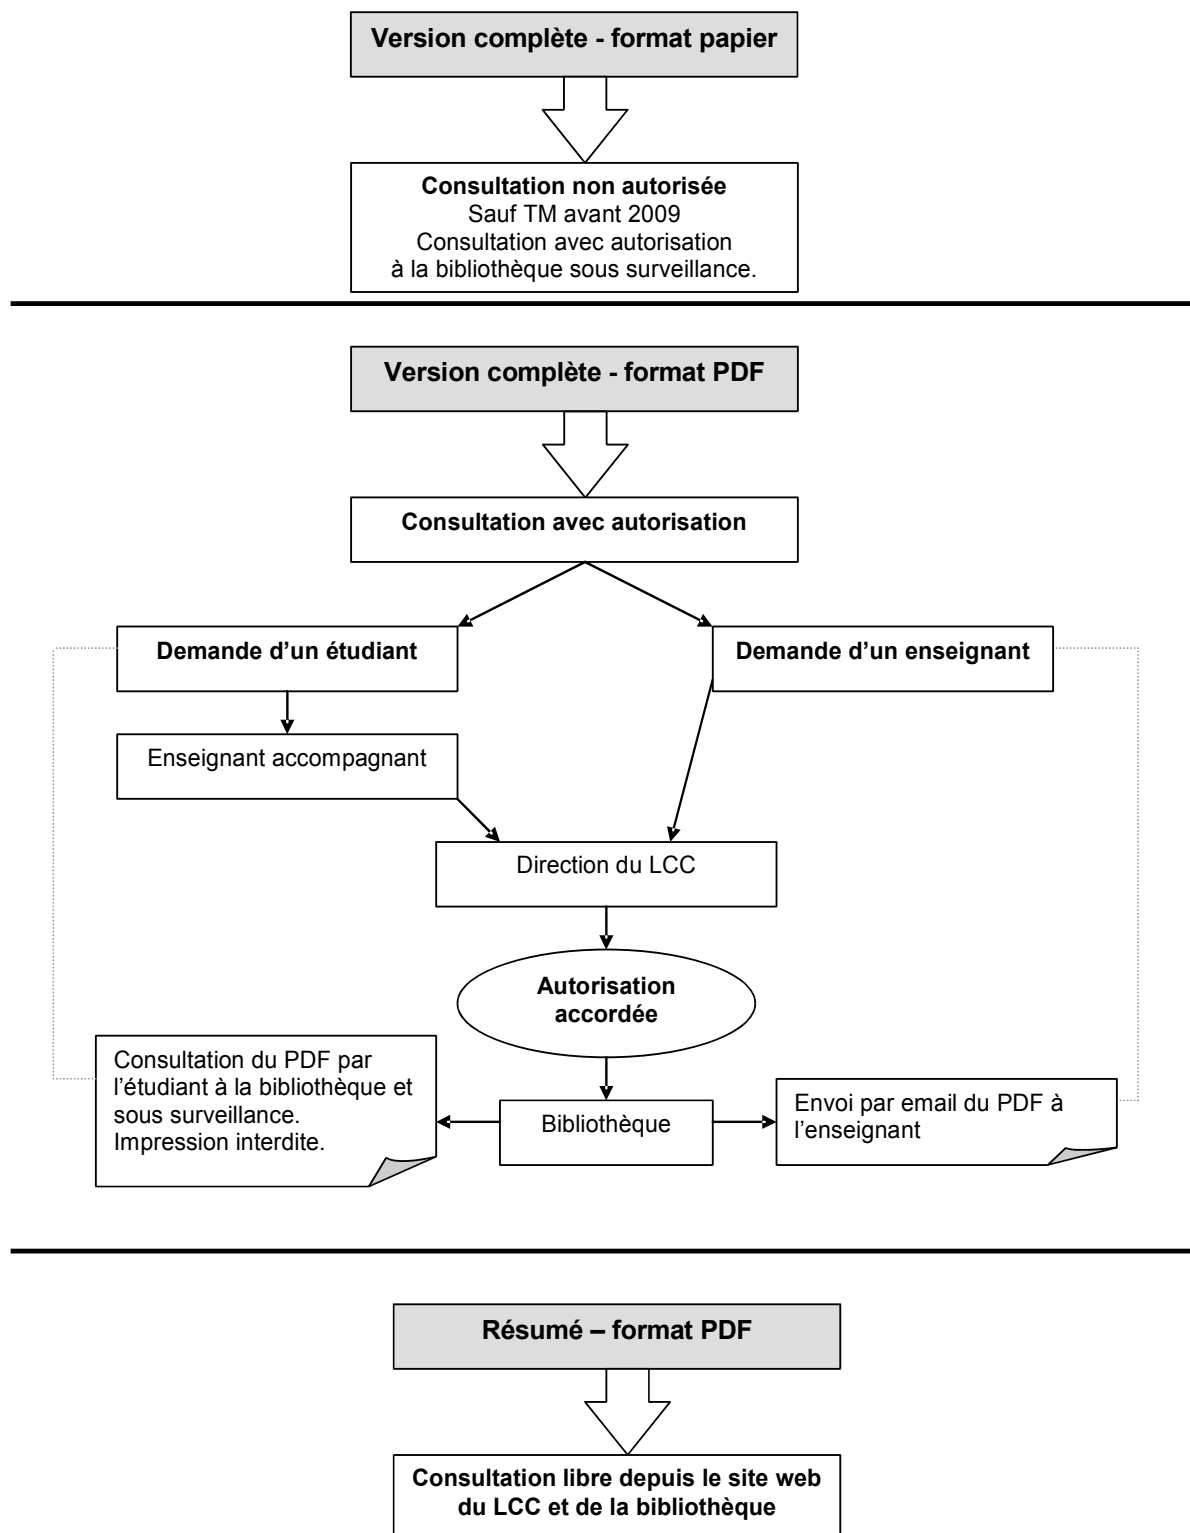 Version complète - format papier
Consultation non autorisée
Sauf TM avant 2009
Consultation avec autorisation
à la bibliothèque sous surveillance.
Version complète - format PDF
Consultation avec autorisation
Demande d'un étudiant
Demande d'un enseignant
Enseignant accompagnant
Direction du LCC
Autorisation
accordée
Consultation du PDF par
l'étudiant à la bibliothèque et
sous surveillance.
Impression interdite.
Bibliothèque
Envoi par email du PDF à
l'enseignant
Résumé – format PDF
Consultation libre depuis le site web
du LCC et de la bibliothèque